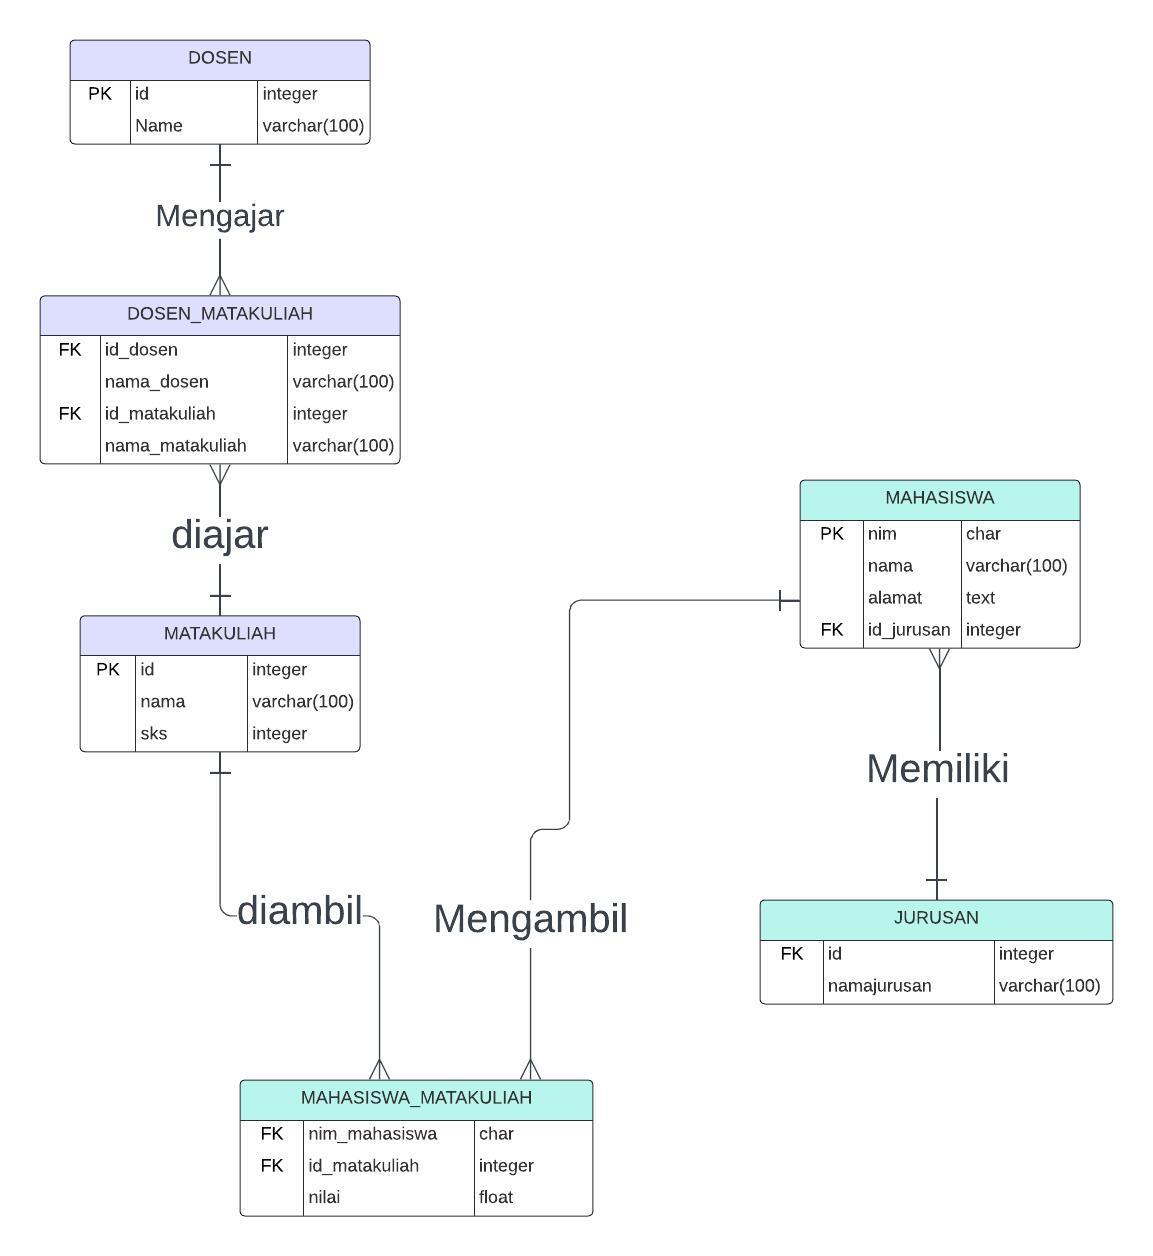 DOSEN
PK id integer
Name varchar(100)
Mengajar
DOSEN_MATAKULIAH
FK id_dosen integer
nama_dosen varchar(100)
FK id_matakuliah integer
nama_matakuliah varchar(100)
diajar
MATAKULIAH
PK id integer
nama varchar(100)
sks integer
MAHASISWA
PK nim char
nama varchar(100)
alamat text
FK id_jurusan integer
Memiliki
JURUSAN
FK id integer
namajurusan varchar(100)
diambil
Mengambil
MAHASISWA_MATAKULIAH
FK nim_mahasiswa char
FK id_matakuliah integer
nilai float